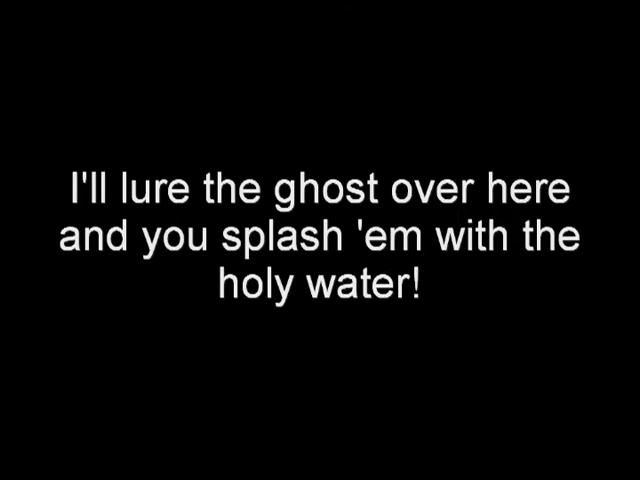 I'll lure the ghost over here
and you splash 'em with the
holy water!